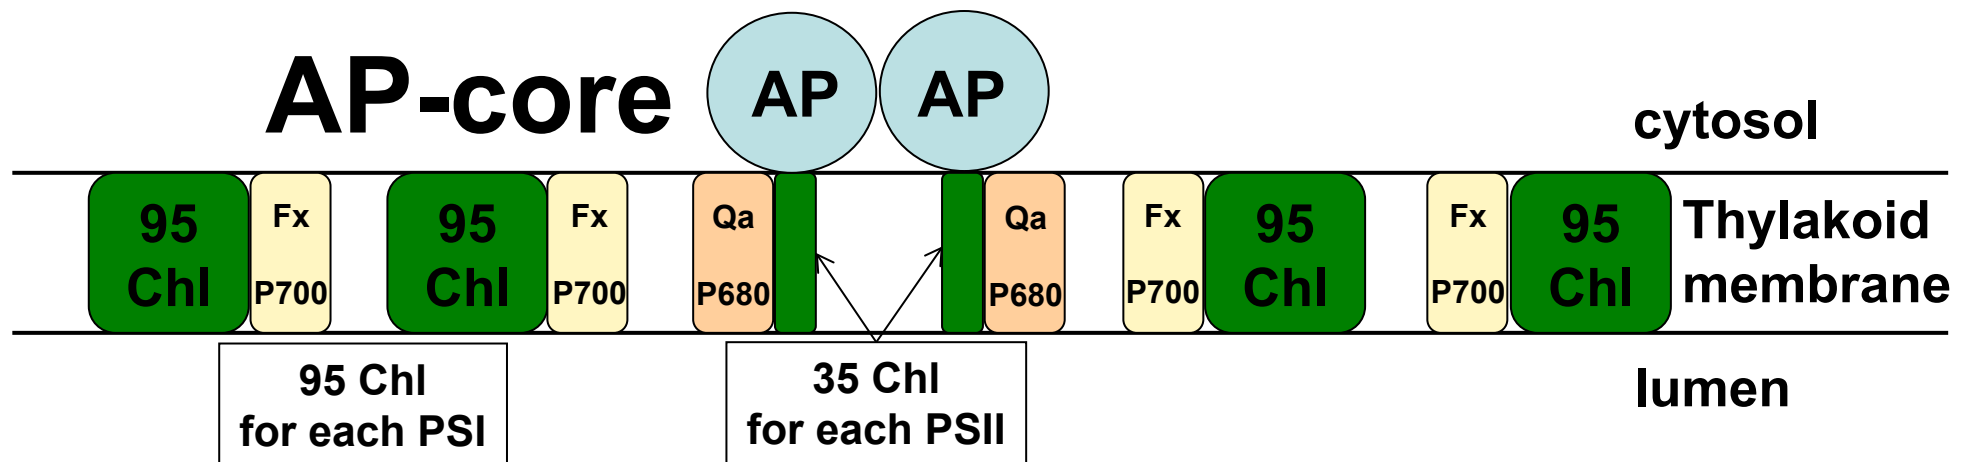 AP-core
AP
AP
cytosol
95
Chl
Fx
P700
95
Chl
Fx
P700
Qa
P680
Qa
P680
Fx
P700
95
Chl
Fx
P700
95
Chl
Thylakoid
membrane
95 Chl
for each PSI
35 Chl
for each PSII
lumen